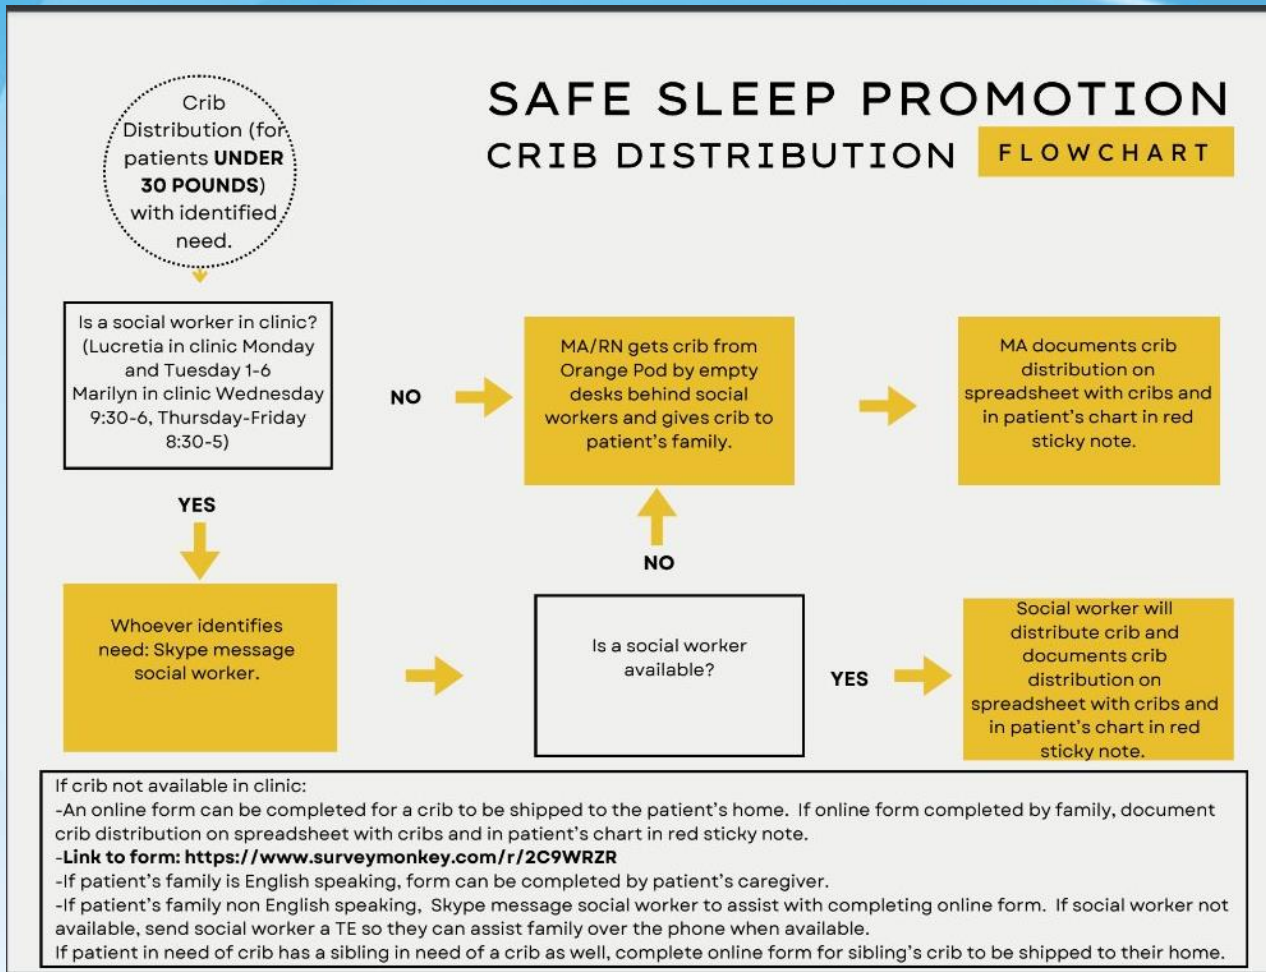 SAFE SLEEP PROMOTION
CRIB DISTRIBUTION FLOWCHART
Crib
Distribution (for
patients UNDER
30 POUNDS)
with identified
need.
Is a social worker in clinic?
(Lucretia in clinic Monday
and Tuesday 1-6
Marilyn in clinic Wednesday
9:30-6, Thursday-Friday
8:30-5)
NO
MA/RN gets crib from
Orange Pod by empty
desks behind social
workers and gives crib to
patient's family.
MA documents crib
distribution on
spreadsheet with cribs and
in patient's chart in red
sticky note.
YES
NO
Whoever identifies
need: Skype message
social worker.
Is a social worker
available?
YES
Social worker will
distribute crib and
documents crib
distribution on
spreadsheet with cribs and
in patient's chart in red
sticky note.
If crib not available in clinic:
-An online form can be completed for a crib to be shipped to the patient's home. If online form completed by family, document
crib distribution on spreadsheet with cribs and in patient's chart in red sticky note.
-Link to form: https://www.surveymonkey.com/r/2C9WRZR
-If patient's family is English speaking, form can be completed by patient's caregiver.
-If patient's family non English speaking, Skype message social worker to assist with completing online form. If social worker not
available, send social worker a TE so they can assist family over the phone when available.
If patient in need of crib has a sibling in need of a crib as well, complete online form for sibling's crib to be shipped to their home.